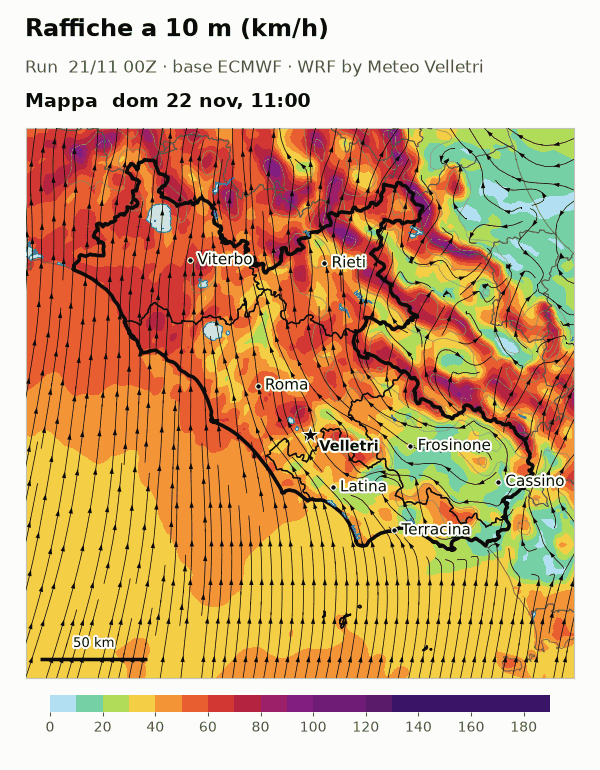 Raffiche a 10 m (km/h)
Run  21/11 00Z · base ECMWF · WRF by Meteo Velletri
Mappa  dom 22 nov, 11:00
Viterbo
Rieti
Roma
Velletri
Frosinone
Latina
Cassino
Terracina
50 km
0 20 40 60 80 100 120 140 160 180